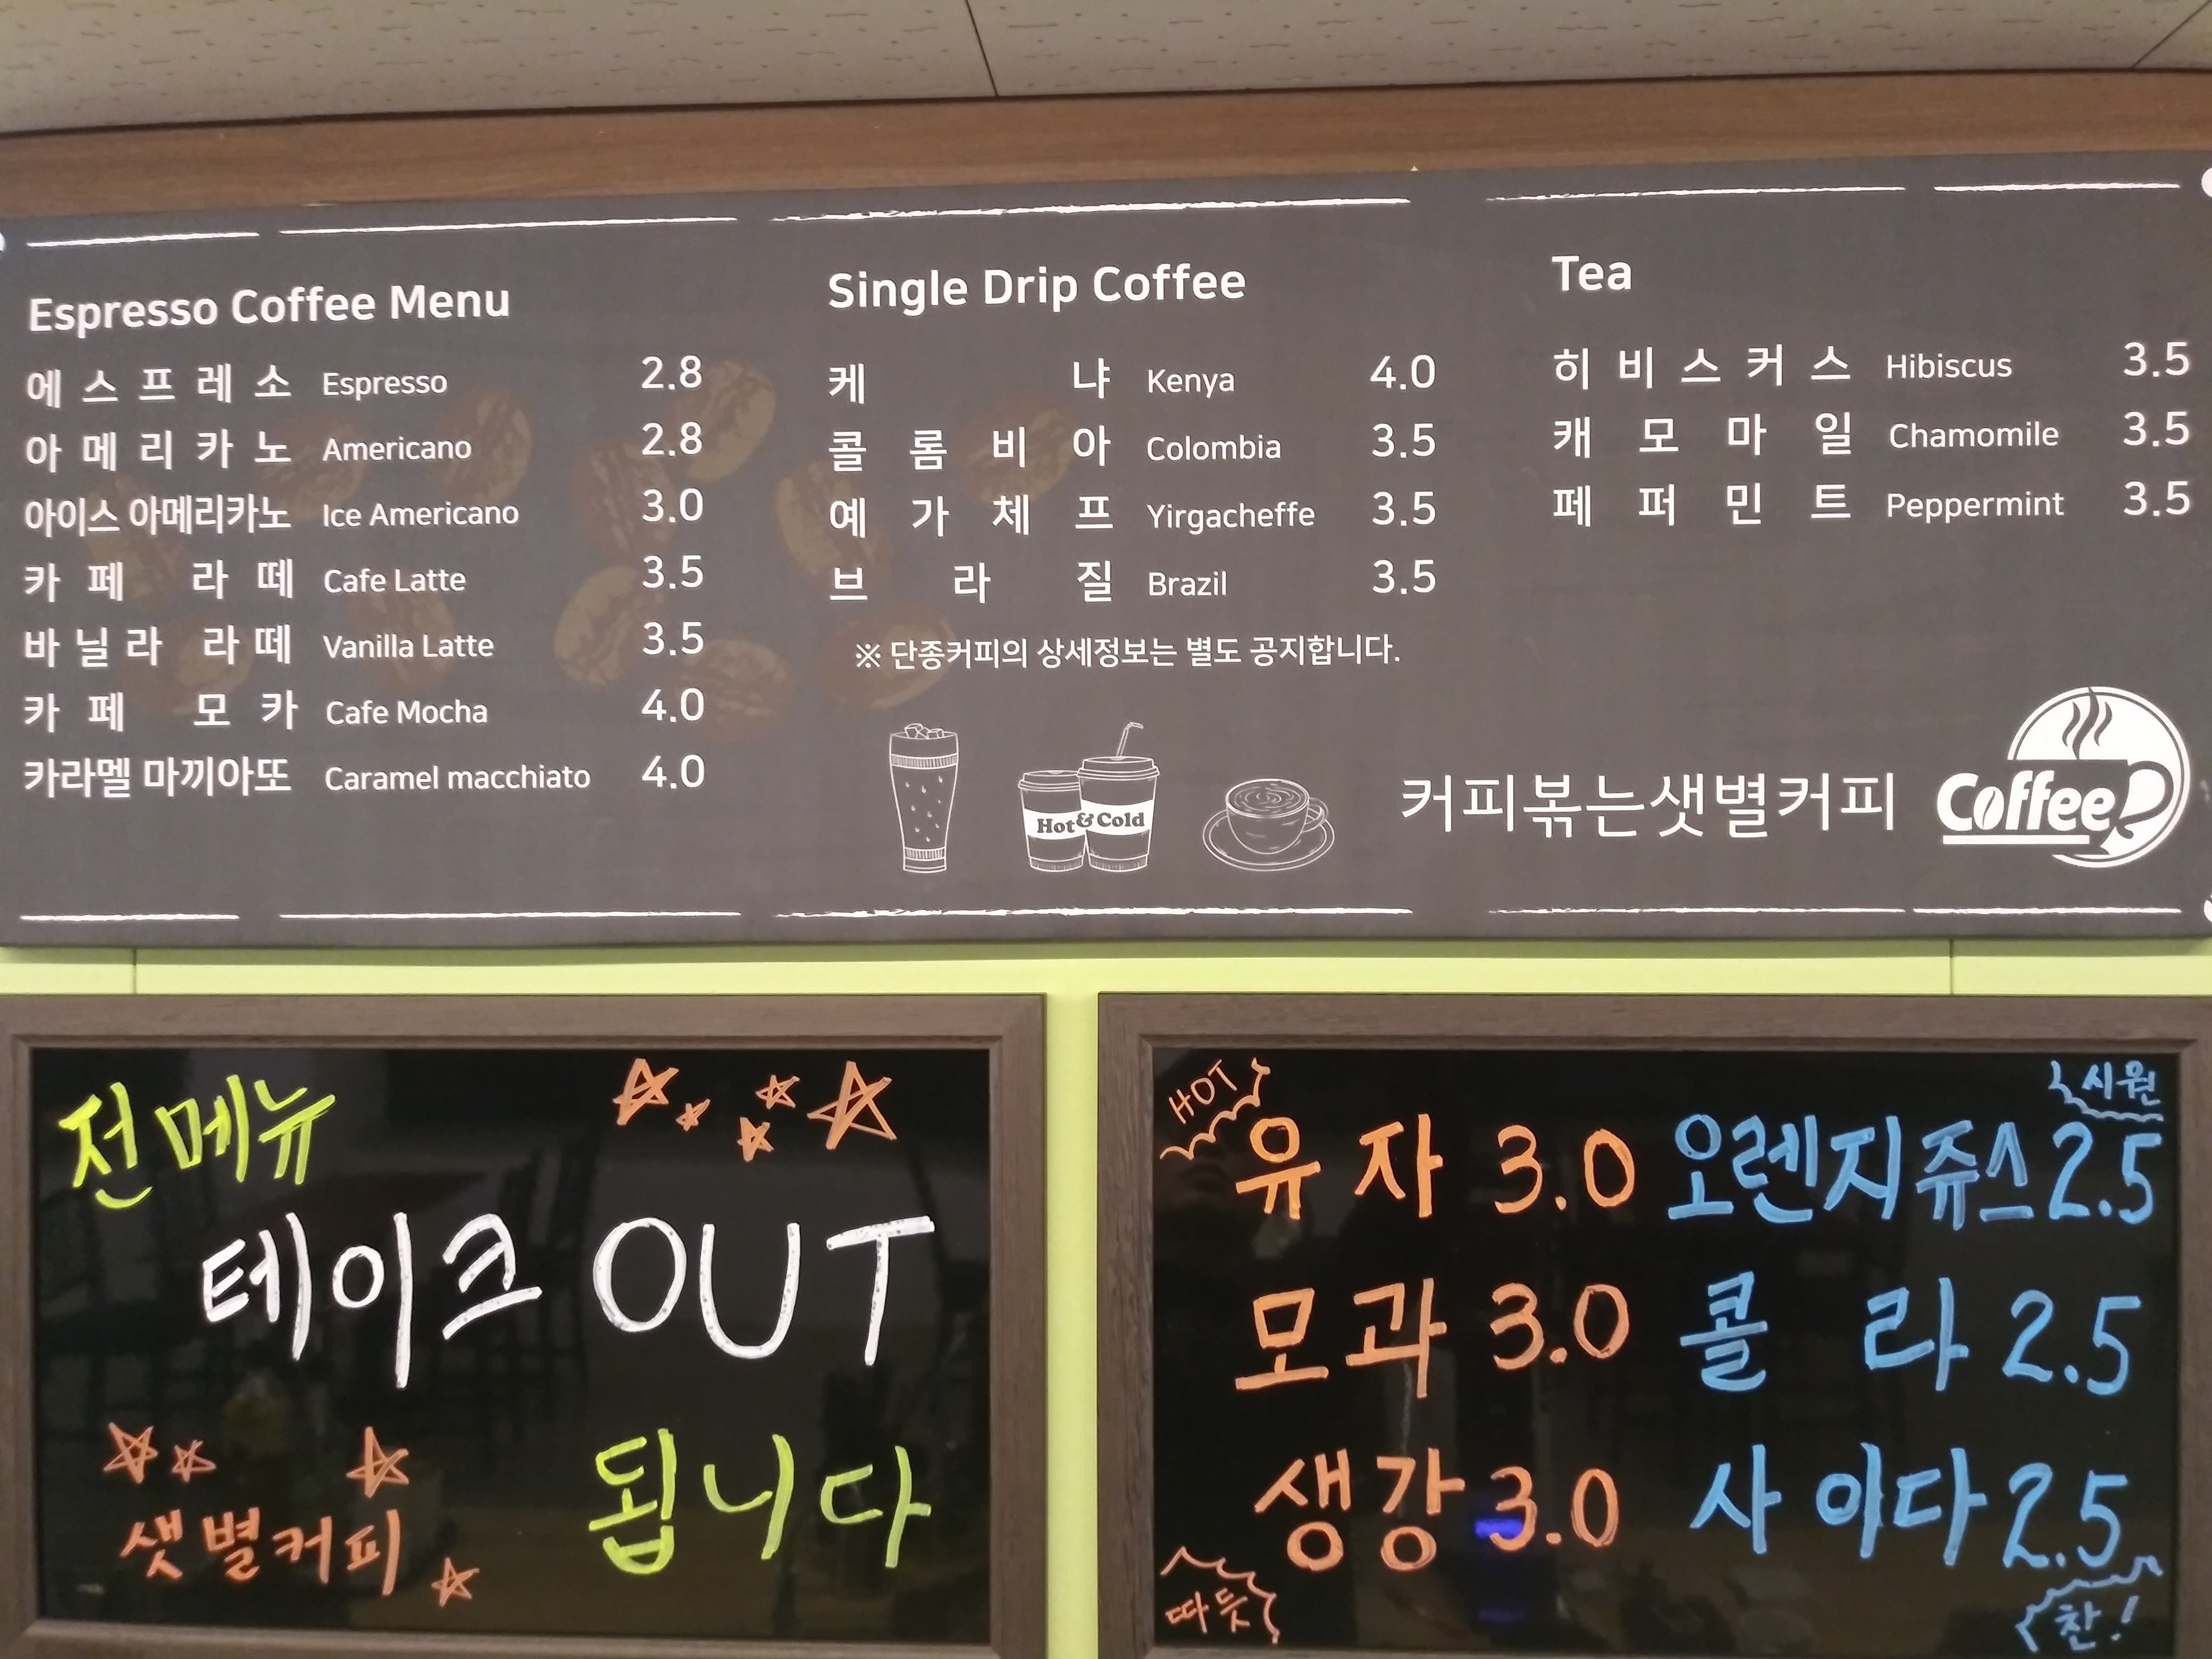 Espresso Coffee Menu
에스프레소 Espresso 2.8
아메리카노 Americano 2.8
아이스 아메리카노 Ice Americano 3.0
카페 라떼 Cafe Latte 3.5
바닐라 라떼 Vanilla Latte 3.5
카페 모카 Cafe Mocha 4.0
카라멜 마끼아또 Caramel macchiato 4.0
Single Drip Coffee
케냐 Kenya 4.0
콜롬비아 Colombia 3.5
예가체프 Yirgacheffe 3.5
브라질 Brazil 3.5
※ 단종커피의 상세정보는 별도 공지합니다.
Hot & Cold
Tea
히비스커스 Hibiscus 3.5
캐모마일 Chamomile 3.5
페퍼민트 Peppermint 3.5
커피볶는샛별커피 Coffee
전메뉴
테이크 OUT
됩니다
샛별커피
HOT
유자 3.0
모과 3.0
생강 3.0
따듯
시원
오렌지쥬스 2.5
콜라 2.5
사이다 2.5
찬!